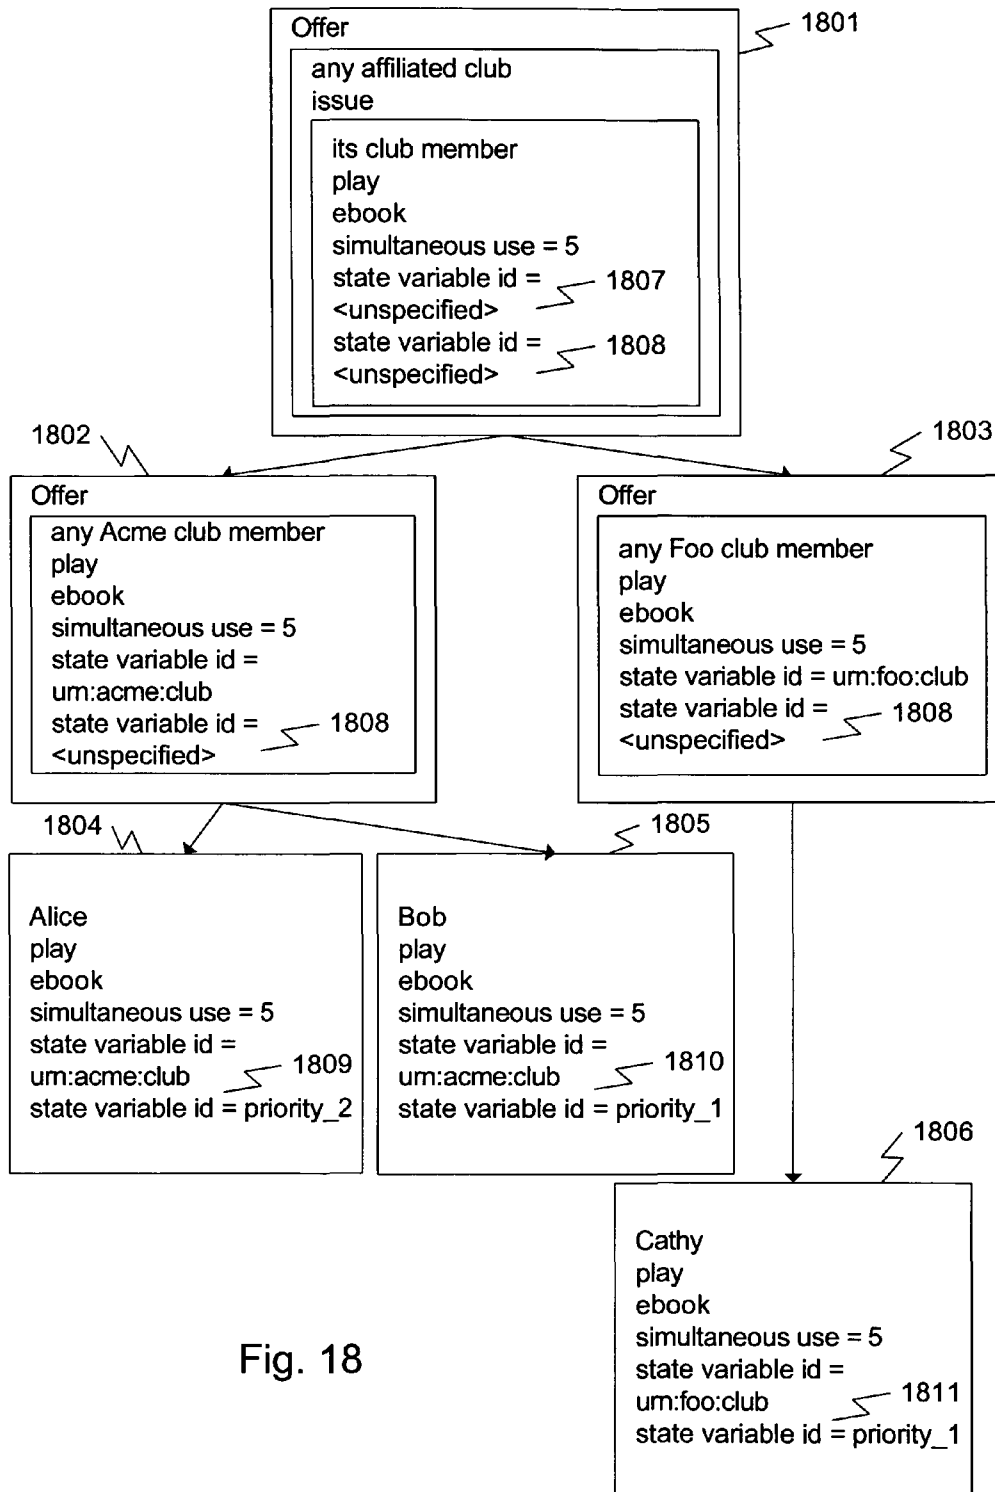 Offer
1801
any affiliated club
issue
its club member
play
ebook
simultaneous use = 5
state variable id =
1807
<unspecified>
state variable id =
1808
<unspecified>
1802
1803
Offer
any Acme club member
play
ebook
simultaneous use = 5
state variable id =
urn:acme:club
state variable id =
1808
<unspecified>
Offer
any Foo club member
play
ebook
simultaneous use = 5
state variable id = urn:foo:club
state variable id =
1808
<unspecified>
1804
1805
Alice
play
ebook
simultaneous use = 5
state variable id =
1809
urn:acme:club
state variable id = priority_2
Bob
play
ebook
simultaneous use = 5
state variable id =
1810
urn:acme:club
state variable id = priority_1
1806
Cathy
play
ebook
simultaneous use = 5
state variable id =
1811
urn:foo:club
state variable id = priority_1
Fig. 18